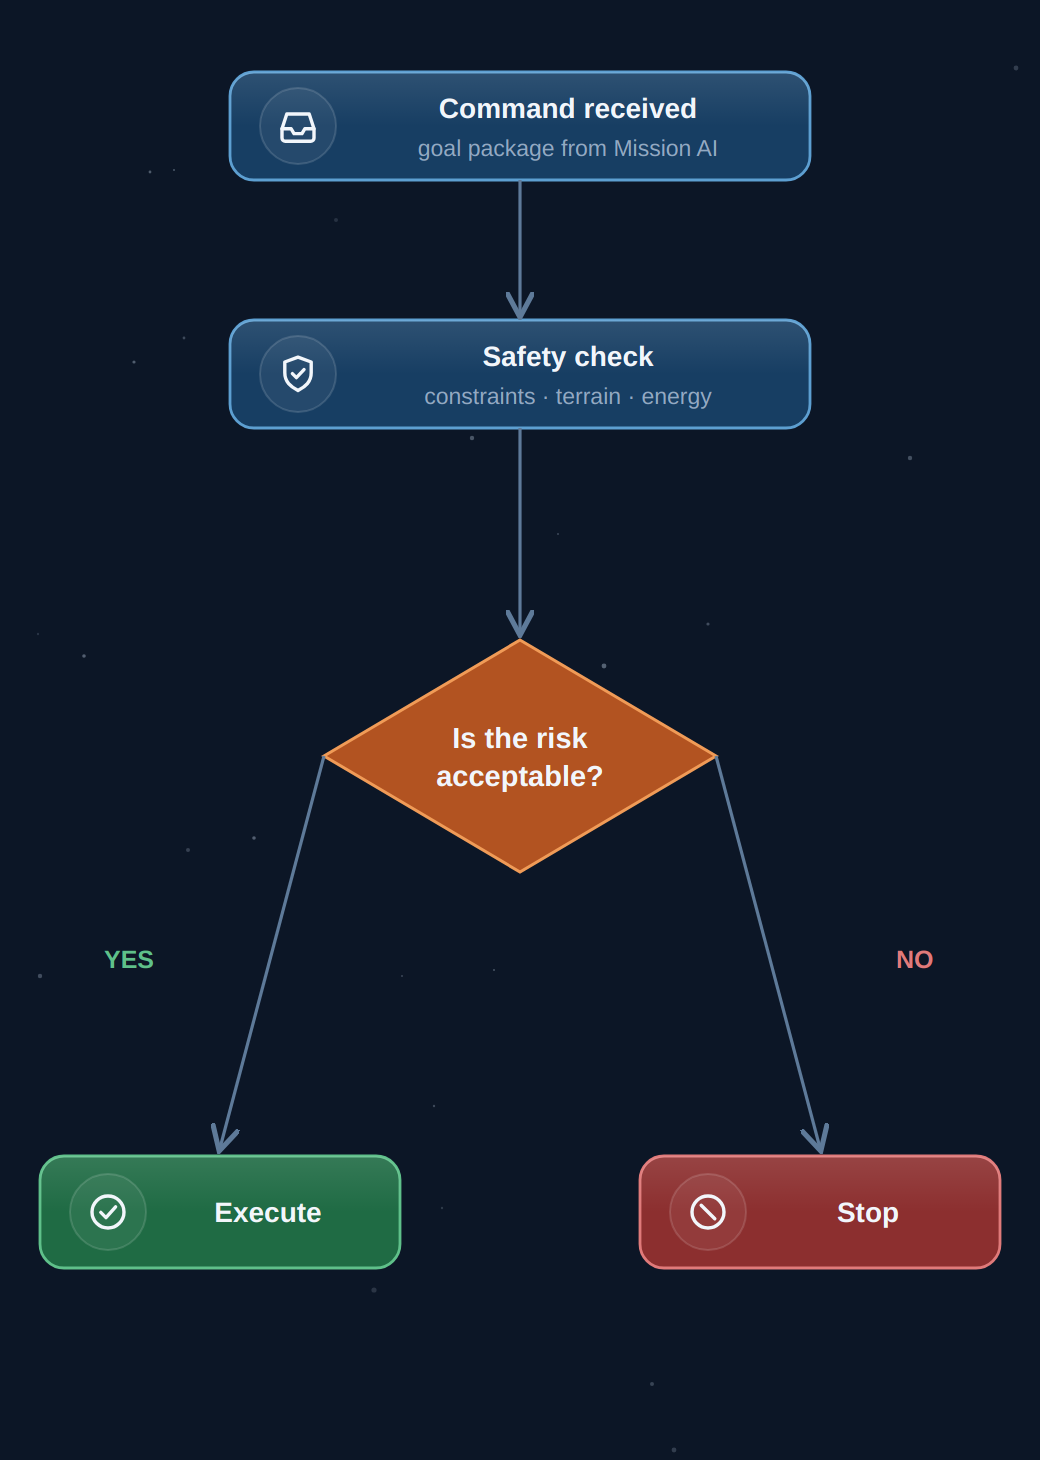 Command received
goal package from Mission AI
Safety check
constraints · terrain · energy
Is the risk
acceptable?
YES
NO
Execute
Stop